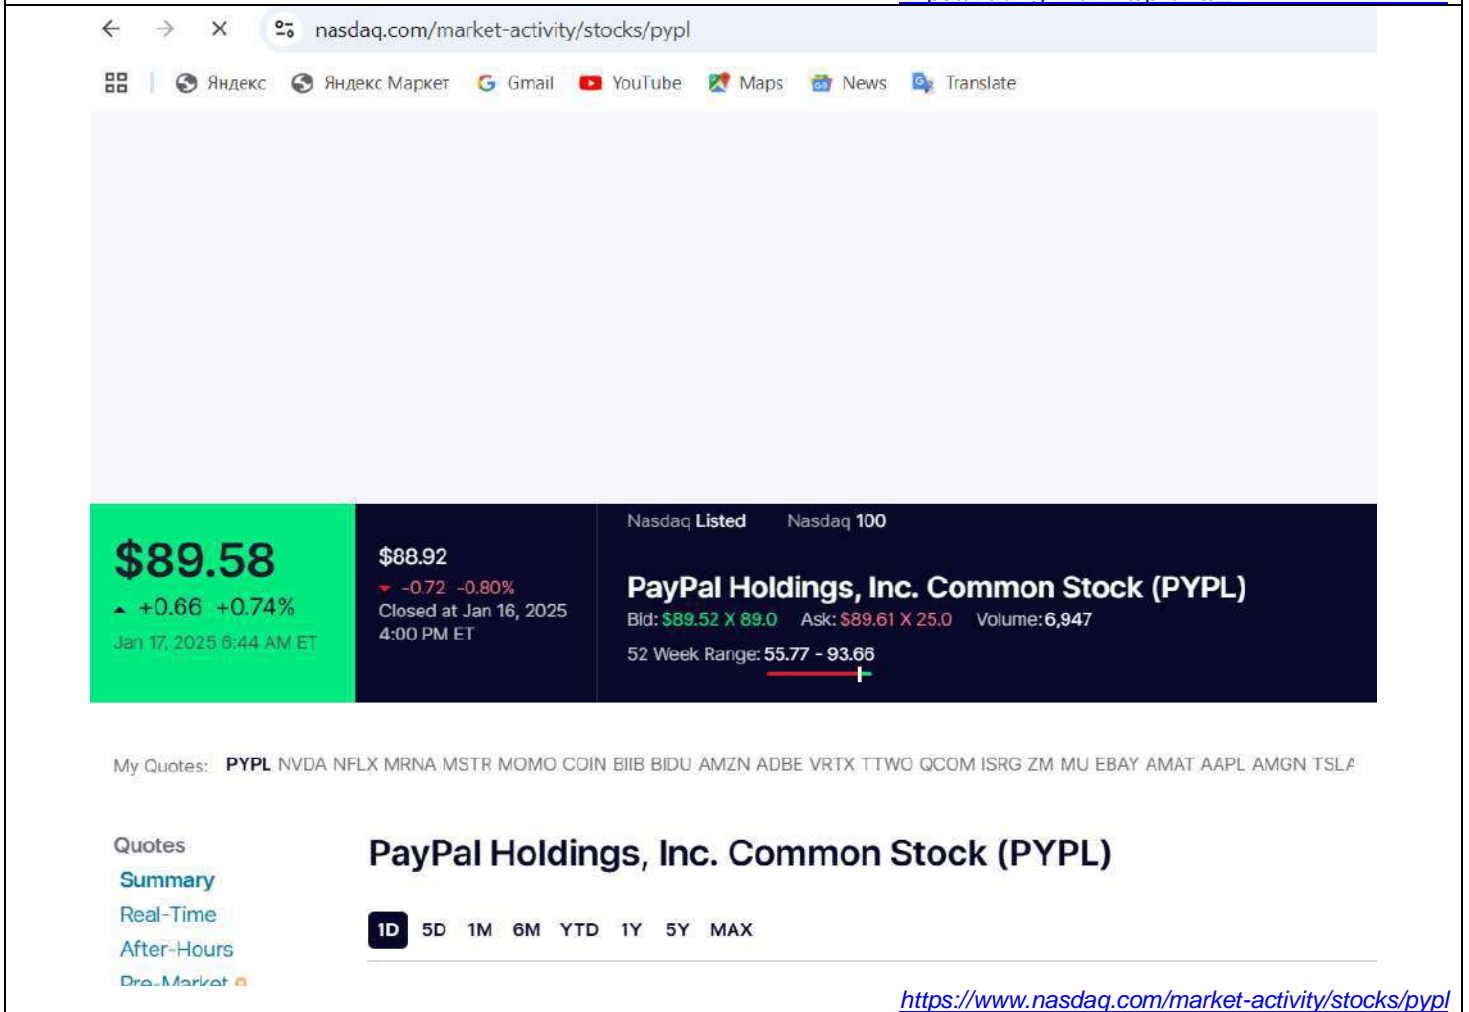 nasdaq.com/market-activity/stocks/pypl
Яндекс Яндекс Маркет Gmail YouTube Maps News Translate
$89.58
+0.66 +0.74%
Jan 17, 2025 6:44 AM ET
$88.92
-0.72 -0.80%
Closed at Jan 16, 2025
4:00 PM ET
Nasdaq Listed Nasdaq 100
PayPal Holdings, Inc. Common Stock (PYPL)
Bid: $89.52 X 89.0 Ask: $89.61 X 25.0 Volume: 6,947
52 Week Range: 55.77 - 93.66
My Quotes: PYPL NVDA NFLX MRNA MSTR MOMO COIN BIIB BIDU AMZN ADBE VRTX TTWO QCOM ISRG ZM MU EBAY AMAT AAPL AMGN TSLA
Quotes
Summary
Real-Time
After-Hours
Pre-Market
PayPal Holdings, Inc. Common Stock (PYPL)
1D 5D 1M 6M YTD 1Y 5Y MAX
https://www.nasdaq.com/market-activity/stocks/pypl